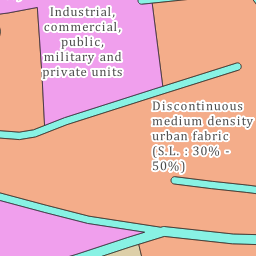 Industrial,
commercial,
public,
military and
private units
Discontinuous
medium density
urban fabric
(S.L. : 30% -
50%)